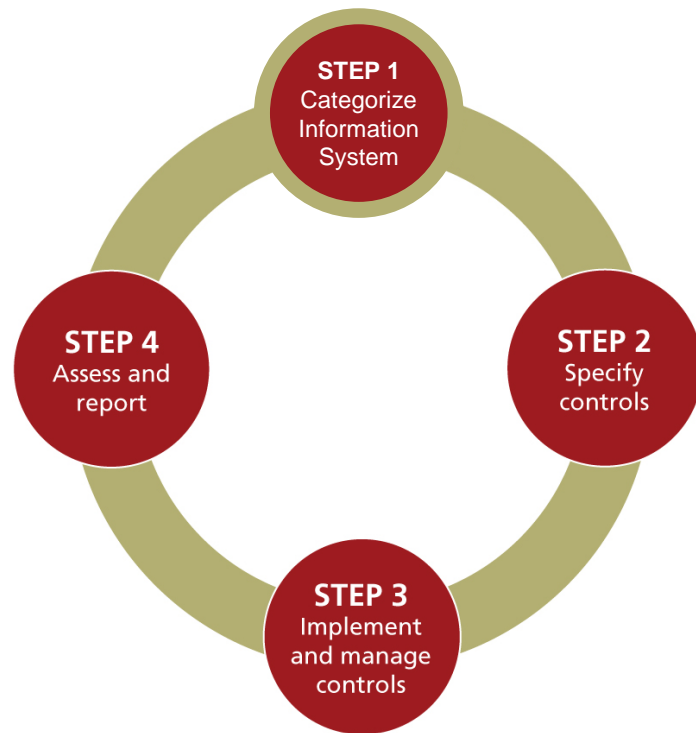 STEP 1
Categorize
Information
System
STEP 2
Specify
controls
STEP 3
Implement
and manage
controls
STEP 4
Assess and
report